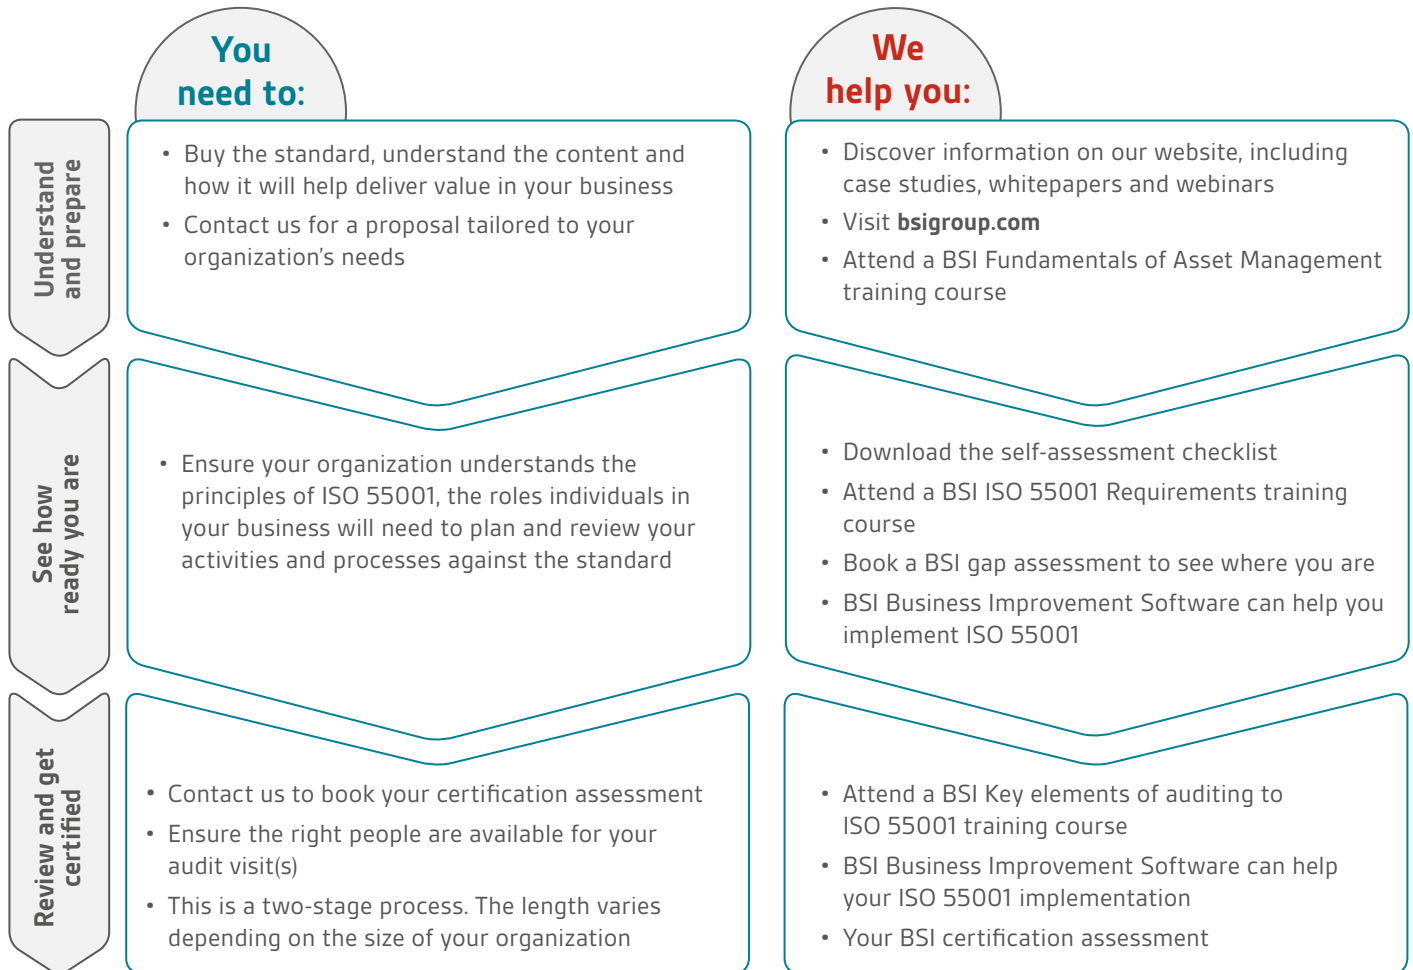 You
need to:
We
help you:
Understand
and prepare
• Buy the standard, understand the content and
how it will help deliver value in your business
• Contact us for a proposal tailored to your
organization's needs
• Discover information on our website, including
case studies, whitepapers and webinars
• Visit bsigroup.com
• Attend a BSI Fundamentals of Asset Management
training course
See how
ready you are
• Ensure your organization understands the
principles of ISO 55001, the roles individuals in
your business will need to plan and review your
activities and processes against the standard
• Download the self-assessment checklist
• Attend a BSI ISO 55001 Requirements training
course
• Book a BSI gap assessment to see where you are
• BSI Business Improvement Software can help you
implement ISO 55001
Review and get
certified
• Contact us to book your certification assessment
• Ensure the right people are available for your
audit visit(s)
• This is a two-stage process. The length varies
depending on the size of your organization
• Attend a BSI Key elements of auditing to
ISO 55001 training course
• BSI Business Improvement Software can help
your ISO 55001 implementation
• Your BSI certification assessment